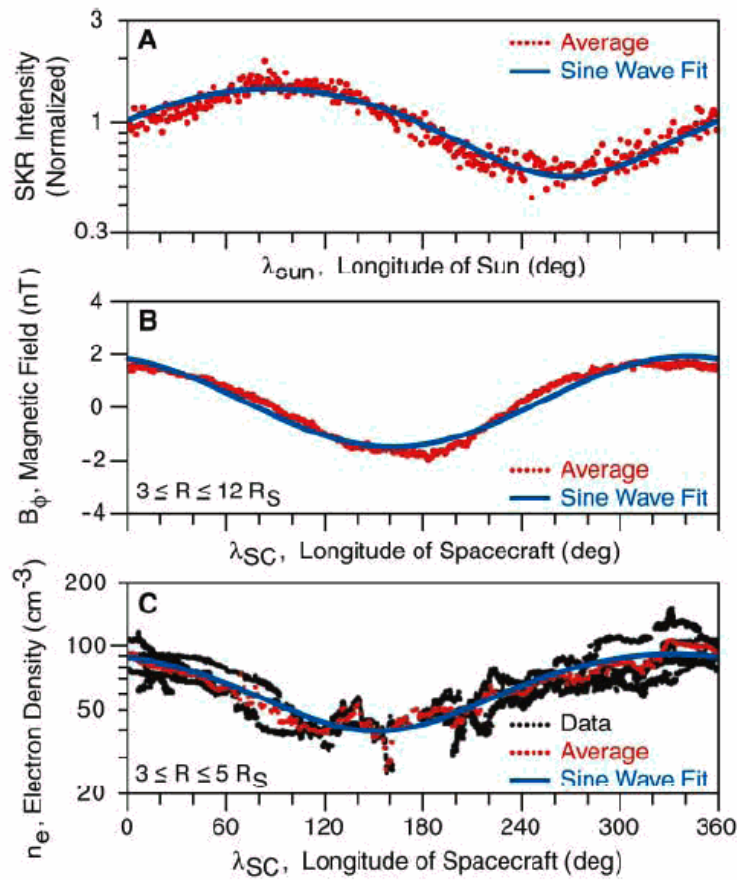 3
A
Average
Sine Wave Fit
SKR Intensity
(Normalized)
1
0.3
λsun, Longitude of Sun (deg)
4
B
2
0
-2
-4
Bϕ, Magnetic Field (nT)
Average
3 ≤ R ≤ 12 RS
Sine Wave Fit
λSC, Longitude of Spacecraft (deg)
200
C
100
50
20
ne, Electron Density (cm-3)
Data
Average
3 ≤ R ≤ 5 RS
Sine Wave Fit
0 60 120 180 240 300 360
λSC, Longitude of Spacecraft (deg)